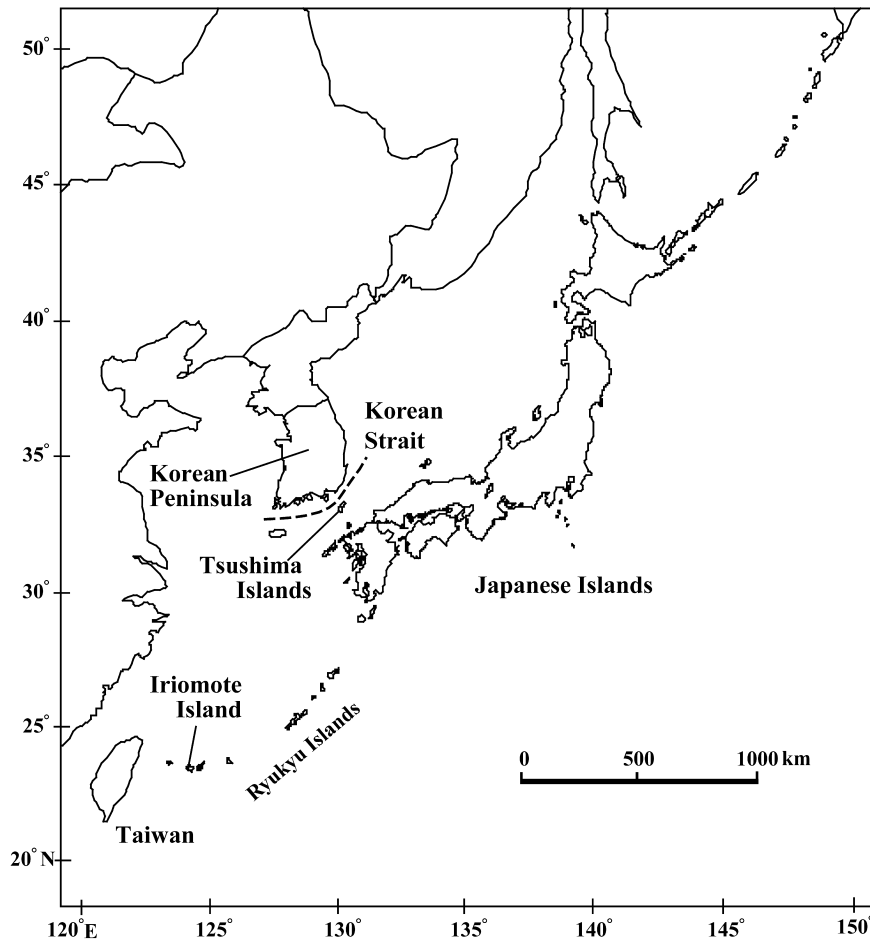 50°
45°
40°
35°
30°
25°
20° N
Korean
Strait
Korean
Peninsula
Tsushima
Islands
Japanese Islands
Iriomote
Island
Ryukyu Islands
0 500 1000 km
Taiwan
120°E 125° 130° 135° 140° 145° 150°